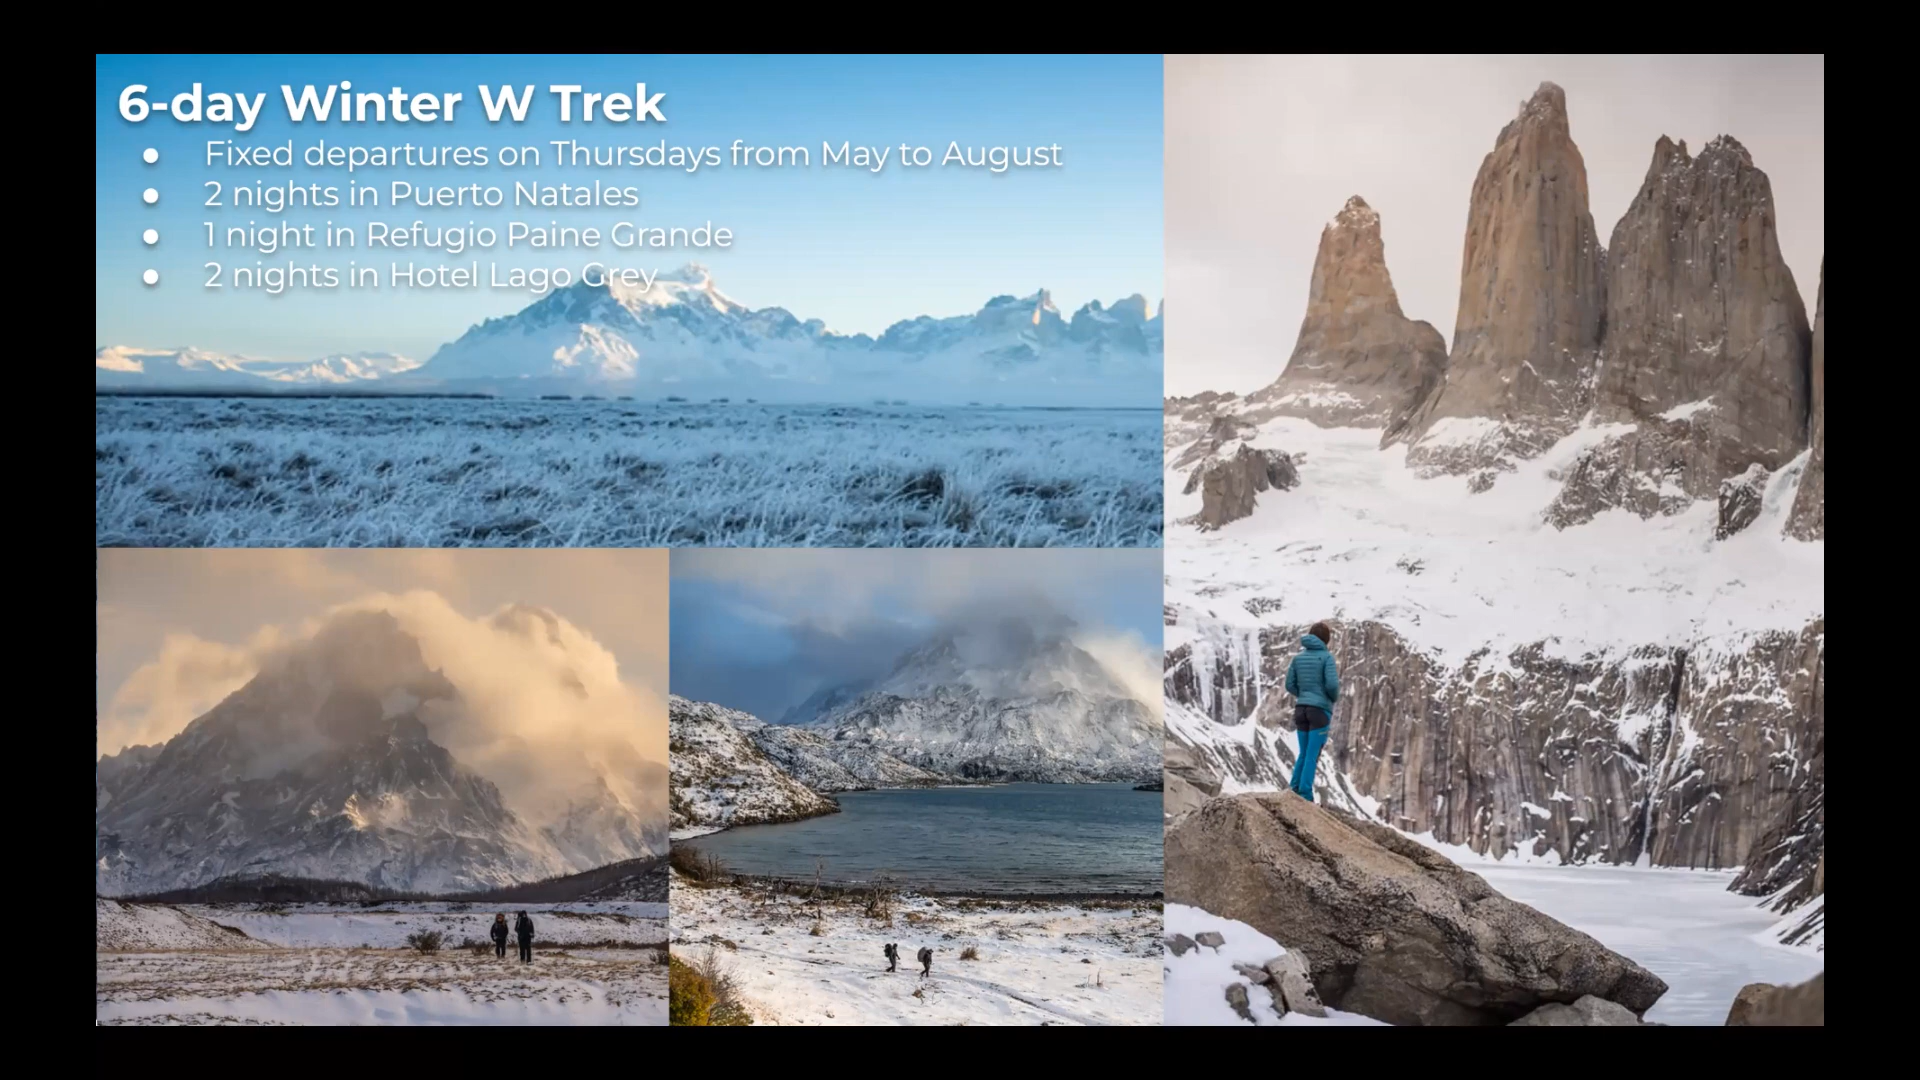 6-day Winter W Trek
● Fixed departures on Thursdays from May to August
● 2 nights in Puerto Natales
● 1 night in Refugio Paine Grande
● 2 nights in Hotel Lago Grey